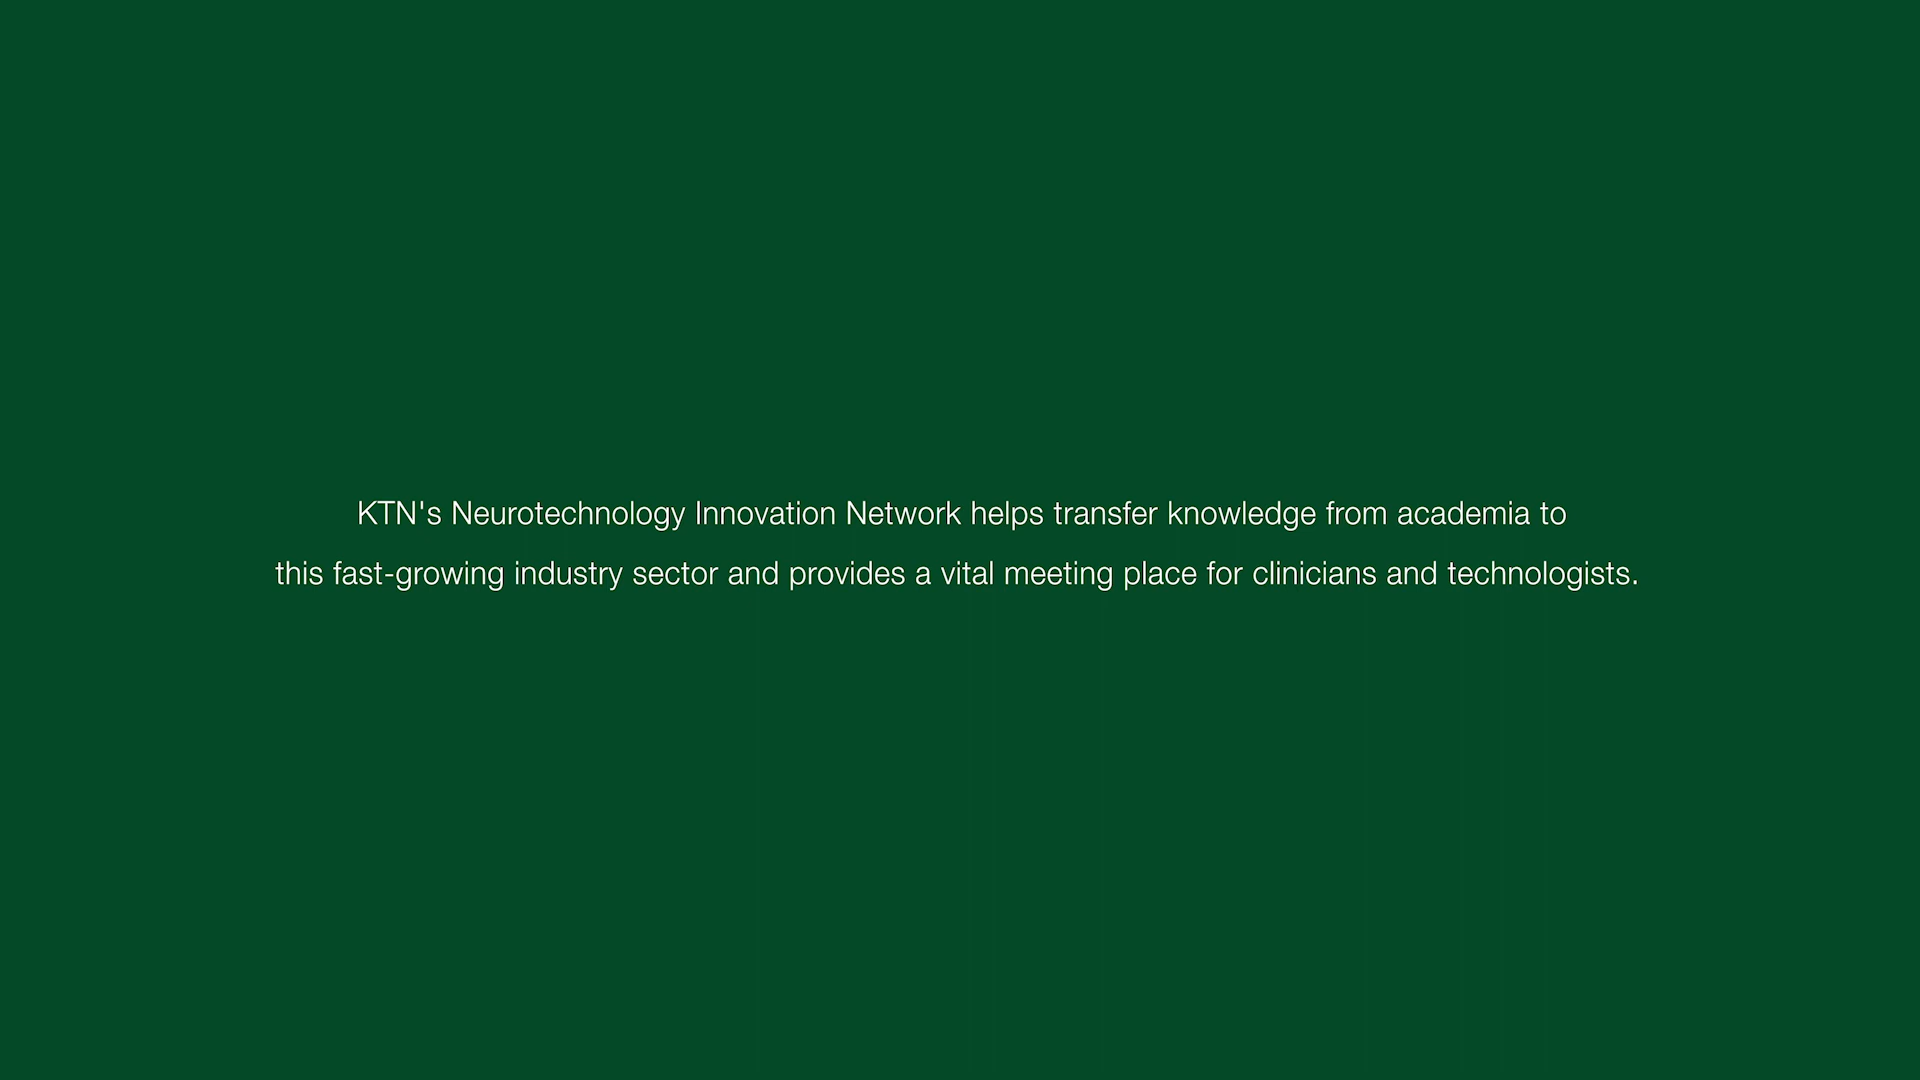 KTN's Neurotechnology Innovation Network helps transfer knowledge from academia to
this fast-growing industry sector and provides a vital meeting place for clinicians and technologists.